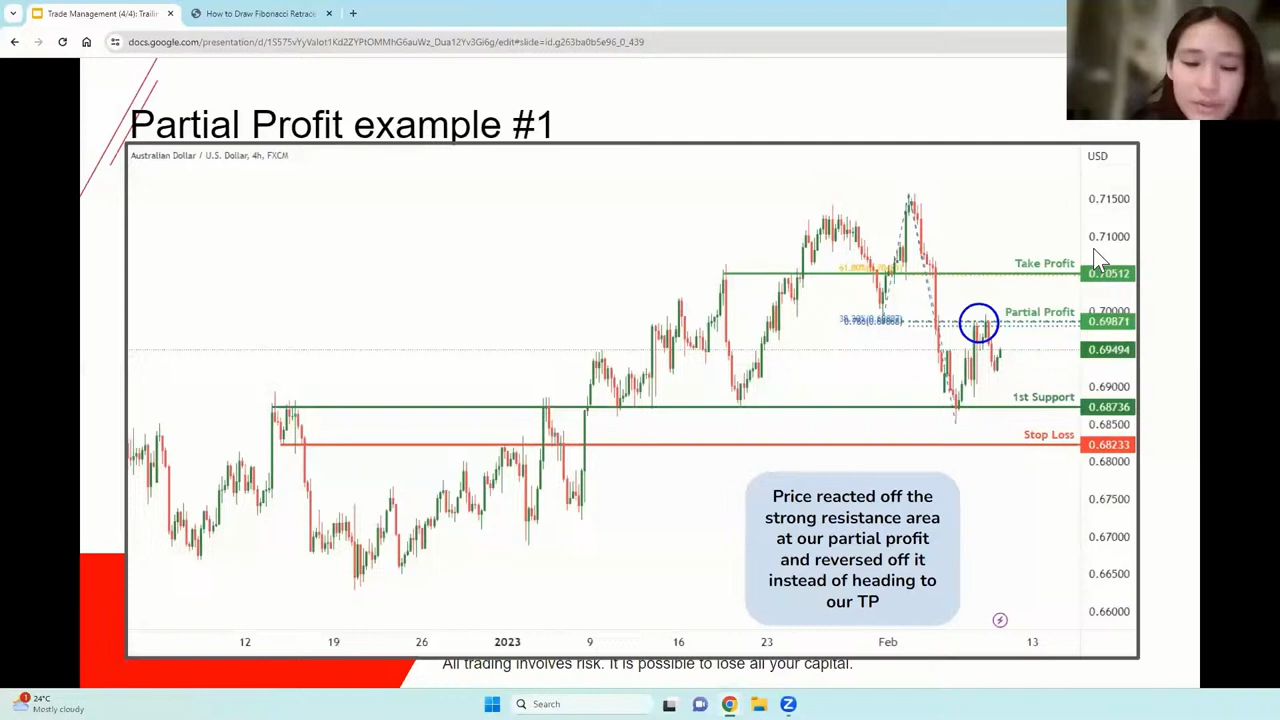 Trade Management (4/4): Trailin
How to Draw Fibonacci Retrace
docs.google.com/presentation/d/1S575vYyValot1Kd2ZYPtOMMhG6auWz_Dua12Yv3Gi6g/edit#slide=id.g263ba0b5e96_0_439
Partial Profit example #1
Australian Dollar / U.S. Dollar, 4h, FXCM
USD
0.71500
0.71000
Take Profit
0.70512
0.70000
Partial Profit
0.69871
0.69494
0.69000
1st Support
0.68736
0.68500
Stop Loss
0.68233
0.68000
0.67500
0.67000
0.66500
0.66000
Price reacted off the
strong resistance area
at our partial profit
and reversed off it
instead of heading to
our TP
12
19
26
2023
9
16
23
Feb
13
All trading involves risk. It is possible to lose all your capital.
1
24°C
Mostly cloudy
Search